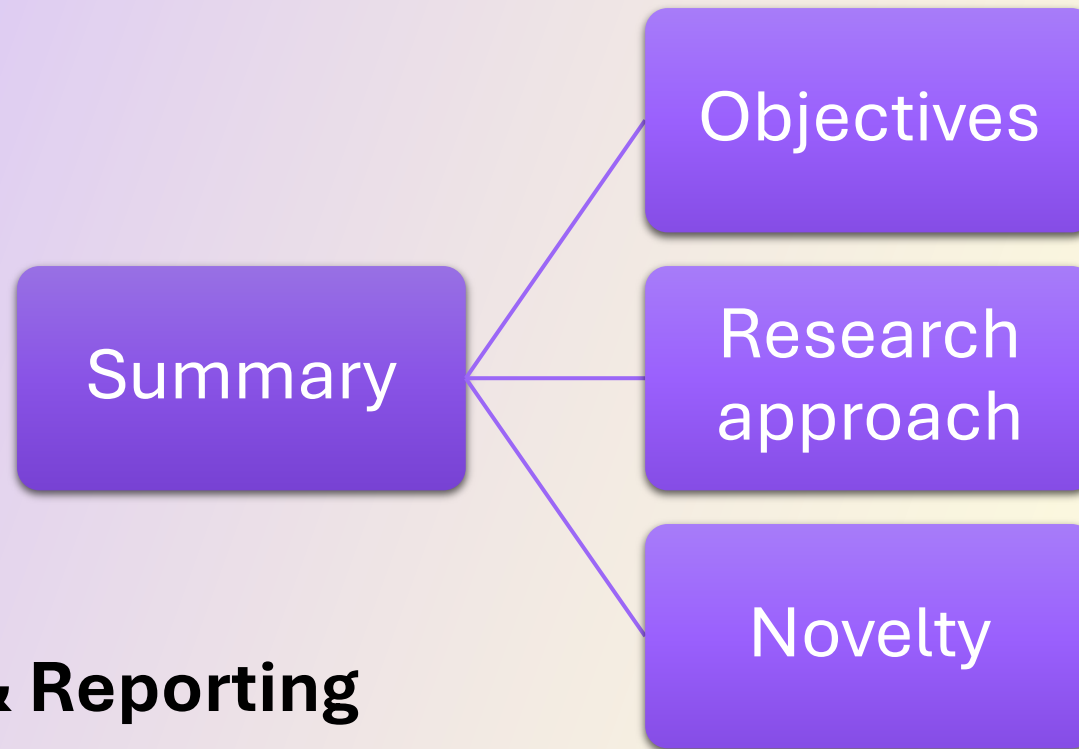 Objectives
Summary
Research
approach
Novelty
& Reporting